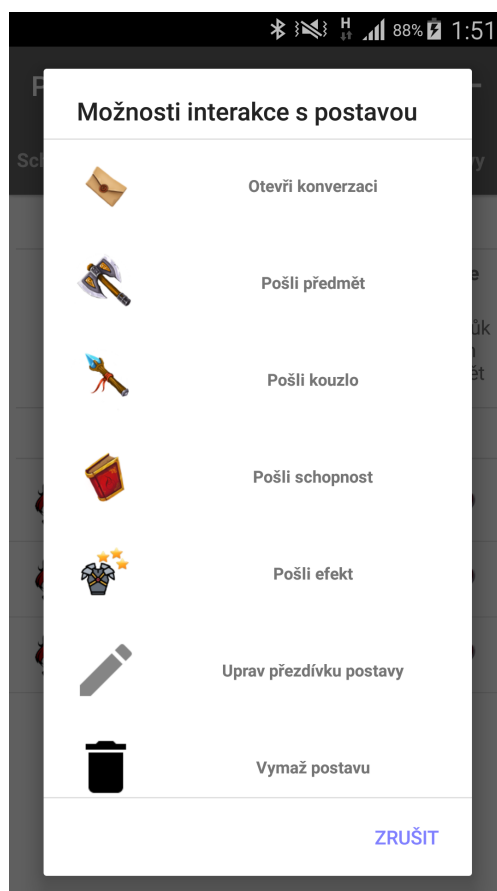 H 88% 1:51
Možnosti interakce s postavou
Otevři konverzaci
Pošli předmět
Pošli kouzlo
Pošli schopnost
Pošli efekt
Uprav přezdívku postavy
Vymaž postavu
ZRUŠIT